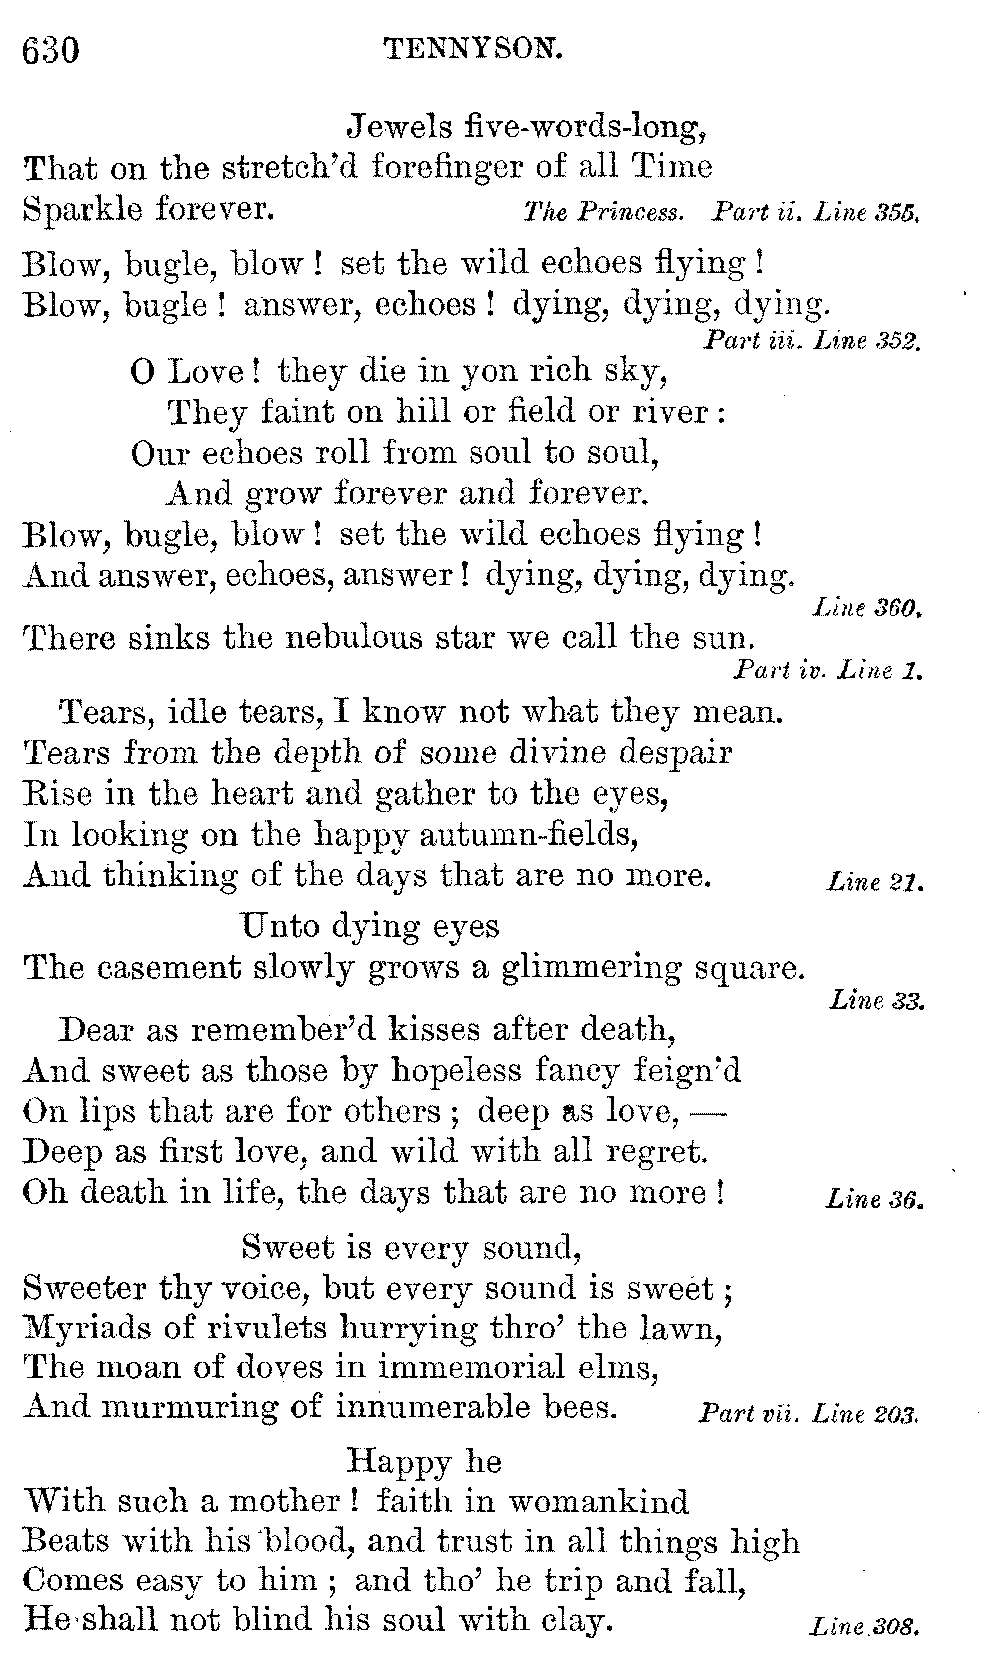 630 TENNYSON.
Jewels five-words-long,
That on the stretch'd forefinger of all Time
Sparkle forever. The Princess. Part ii. Line 355.
Blow, bugle, blow ! set the wild echoes flying !
Blow, bugle ! answer, echoes ! dying, dying, dying.
Part iii. Line 352.
O Love ! they die in yon rich sky,
They faint on hill or field or river :
Our echoes roll from soul to soul,
And grow forever and forever.
Blow, bugle, blow ! set the wild echoes flying !
And answer, echoes, answer ! dying, dying, dying.
Line 360.
There sinks the nebulous star we call the sun.
Part iv. Line 1.
Tears, idle tears, I know not what they mean.
Tears from the depth of some divine despair
Rise in the heart and gather to the eyes,
In looking on the happy autumn-fields,
And thinking of the days that are no more. Line 21.
Unto dying eyes
The casement slowly grows a glimmering square.
Line 33.
Dear as remember'd kisses after death,
And sweet as those by hopeless fancy feign'd
On lips that are for others ; deep as love, —
Deep as first love, and wild with all regret.
Oh death in life, the days that are no more ! Line 36.
Sweet is every sound,
Sweeter thy voice, but every sound is sweet ;
Myriads of rivulets hurrying thro' the lawn,
The moan of doves in immemorial elms,
And murmuring of innumerable bees. Part vii. Line 203.
Happy he
With such a mother ! faith in womankind
Beats with his blood, and trust in all things high
Comes easy to him ; and tho' he trip and fall,
He shall not blind his soul with clay. Line 308.